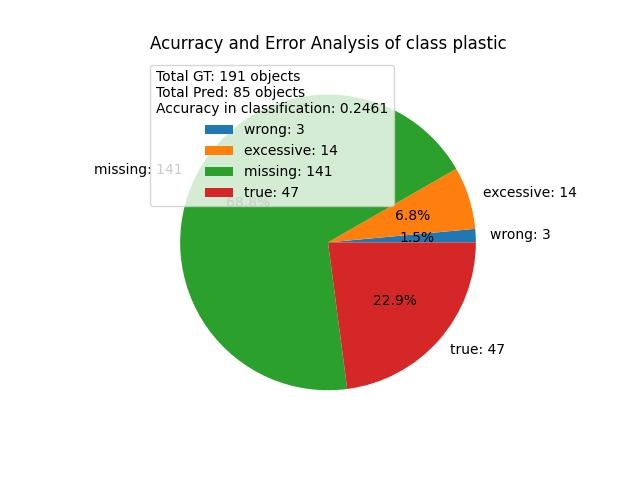 Acurracy and Error Analysis of class plastic
Total GT: 191 objects
Total Pred: 85 objects
Accuracy in classification: 0.2461
wrong: 3
excessive: 14
missing: 141
true: 47
missing: 141
68.8%
excessive: 14
6.8%
wrong: 3
1.5%
22.9%
true: 47